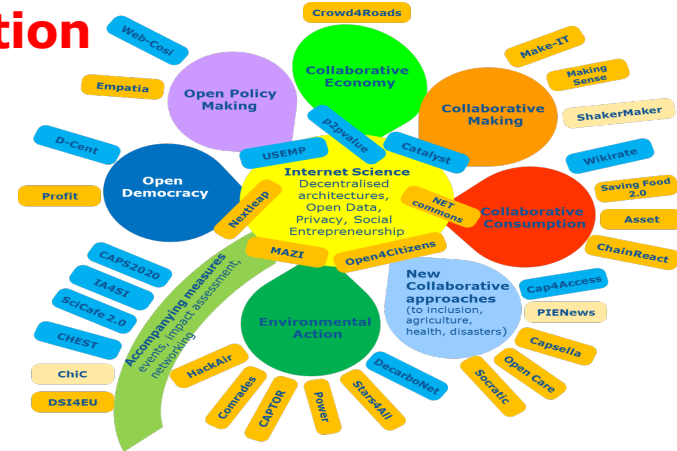 tion
Crowd4Roads
Web-Cosi
Make-IT
Empatia
Open Policy
Making
Collaborative
Economy
Making
Sense
Collaborative
Making
ShakerMaker
D-Cent
USEMP
p2pvalue
Catalyst
Wikirate
Internet Science
Decentralised
architectures,
Open Data,
Privacy, Social
Entrepreneurship
Profit
Open
Democracy
Nextleap
NET
commons
Collaborative
Consumption
Saving Food
2.0
Asset
ChainReact
MAZI
Open4Citizens
CAPS2020
IA4SI
SciCafe 2.0
CHEST
ChiC
DSI4EU
Accompanying measures
events, impact assessment,
networking
Environmental
Action
New
Collaborative
approaches
(to inclusion,
agriculture,
health, disasters)
Cap4Access
PIENews
Capsella
Open Care
Socratic
DecarboNet
Stars4All
Power
CAPTOR
Comrades
HackAir